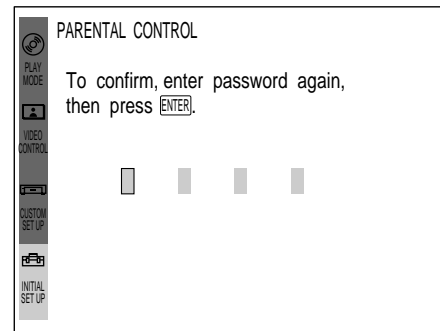 PARENTAL CONTROL
To confirm, enter password again,
then press ENTER.
PLAY
MODE
VIDEO
CONTROL
CUSTOM
SET UP
INITIAL
SET UP